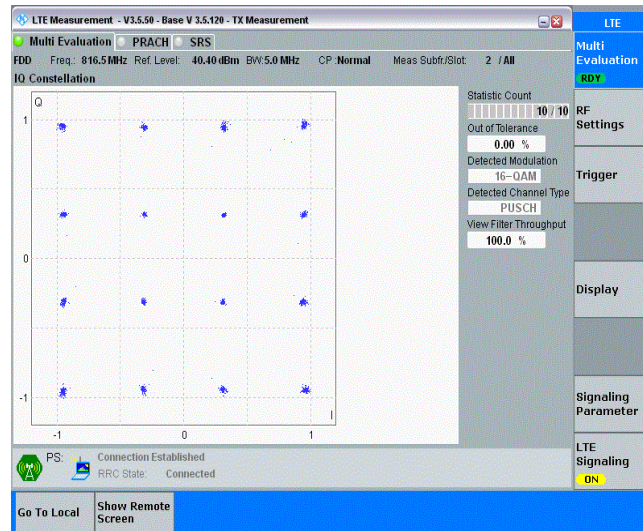 LTE Measurement - V3.5.50 - Base V 3.5.120 - TX Measurement
LTE
Multi Evaluation PRACH SRS
Multi
Evaluation
RDY
FDD Freq.: 816.5 MHz Ref. Level: 40.40 dBm BW:5.0 MHz CP :Normal Meas Subfr./Slot: 2 / All
IQ Constellation
Q
1
0
-1
-1 0 1
I
Statistic Count
10 / 10
Out of Tolerance
0.00 %
Detected Modulation
16-QAM
Detected Channel Type
PUSCH
View Filter Throughput
100.0 %
RF
Settings
Trigger
Display
Signaling
Parameter
LTE
Signaling
ON
PS: Connection Established
RRC State: Connected
Go To Local
Show Remote
Screen